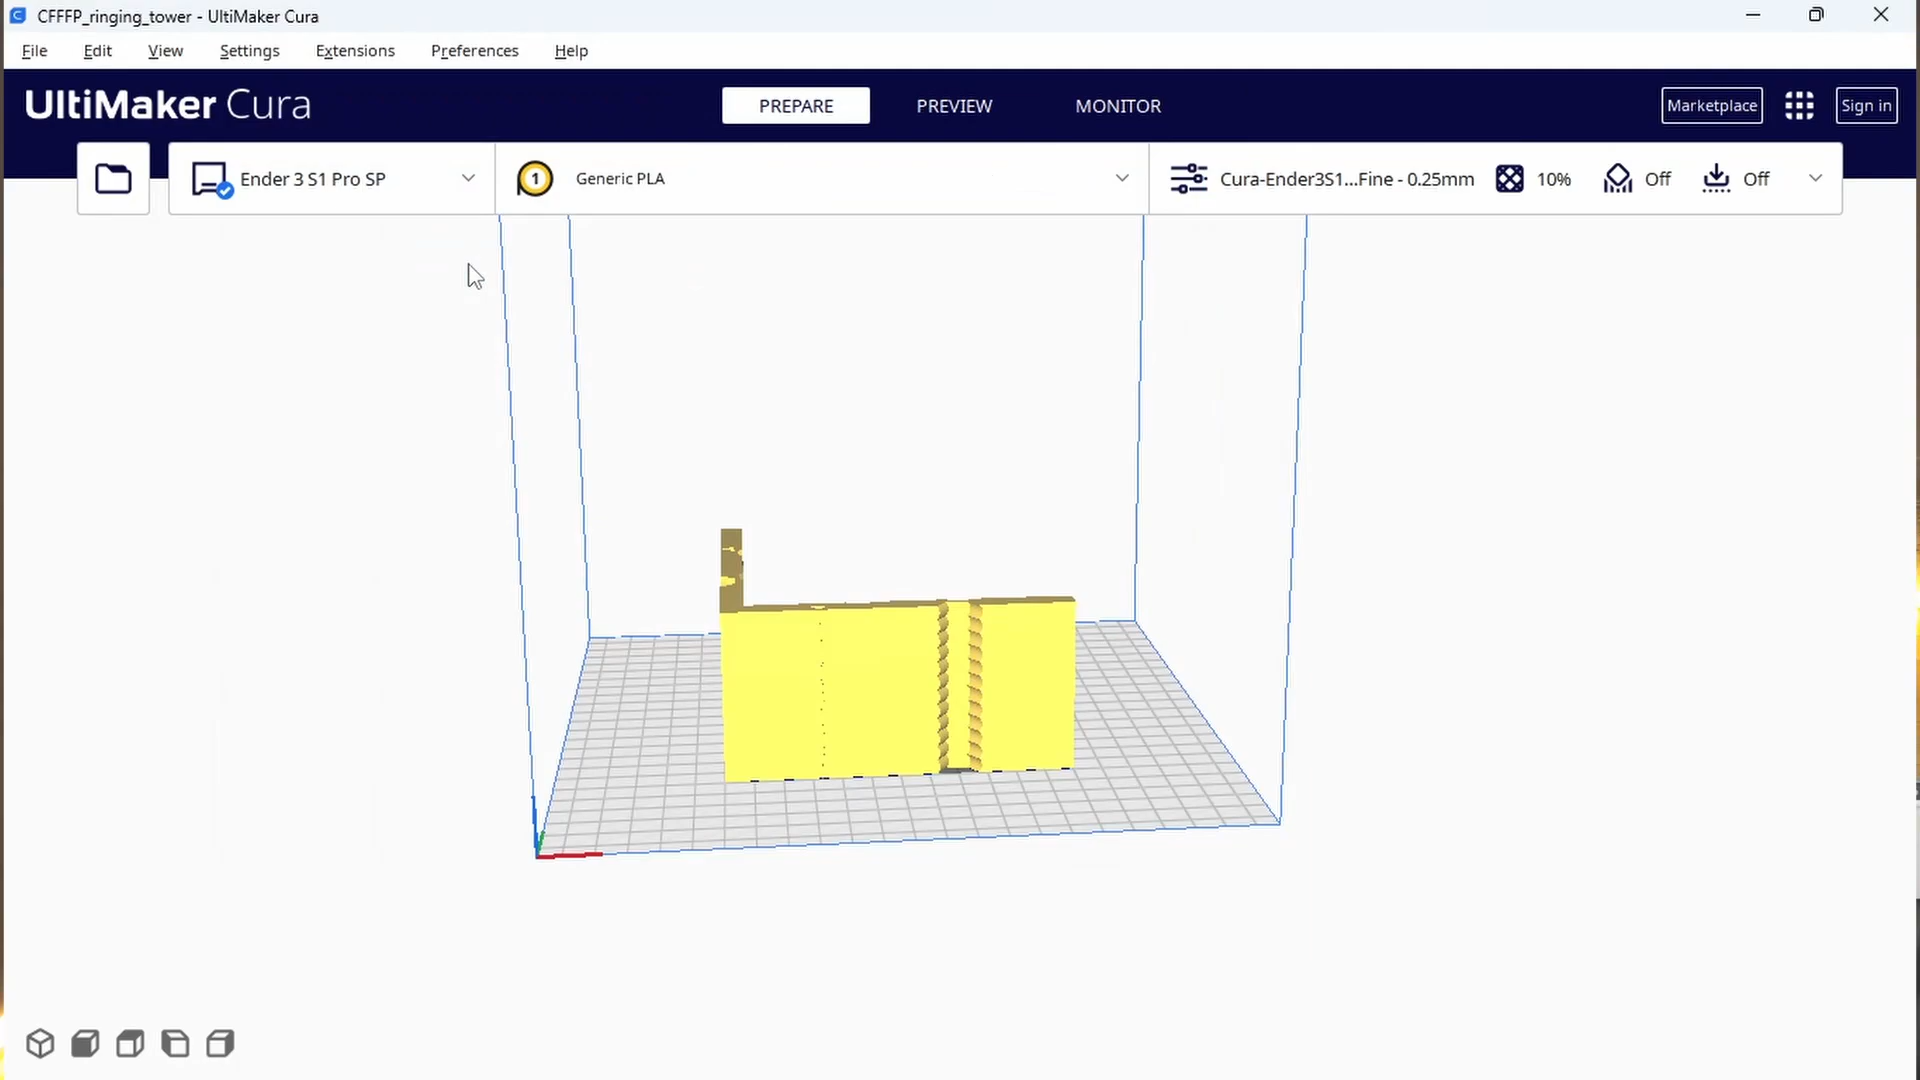 CFFFP_ringing_tower - UltiMaker Cura
File Edit View Settings Extensions Preferences Help
UltiMaker Cura PREPARE PREVIEW MONITOR Marketplace Sign in
Ender 3 S1 Pro SP 1 Generic PLA Cura-Ender3S1...Fine - 0.25mm 10% Off Off